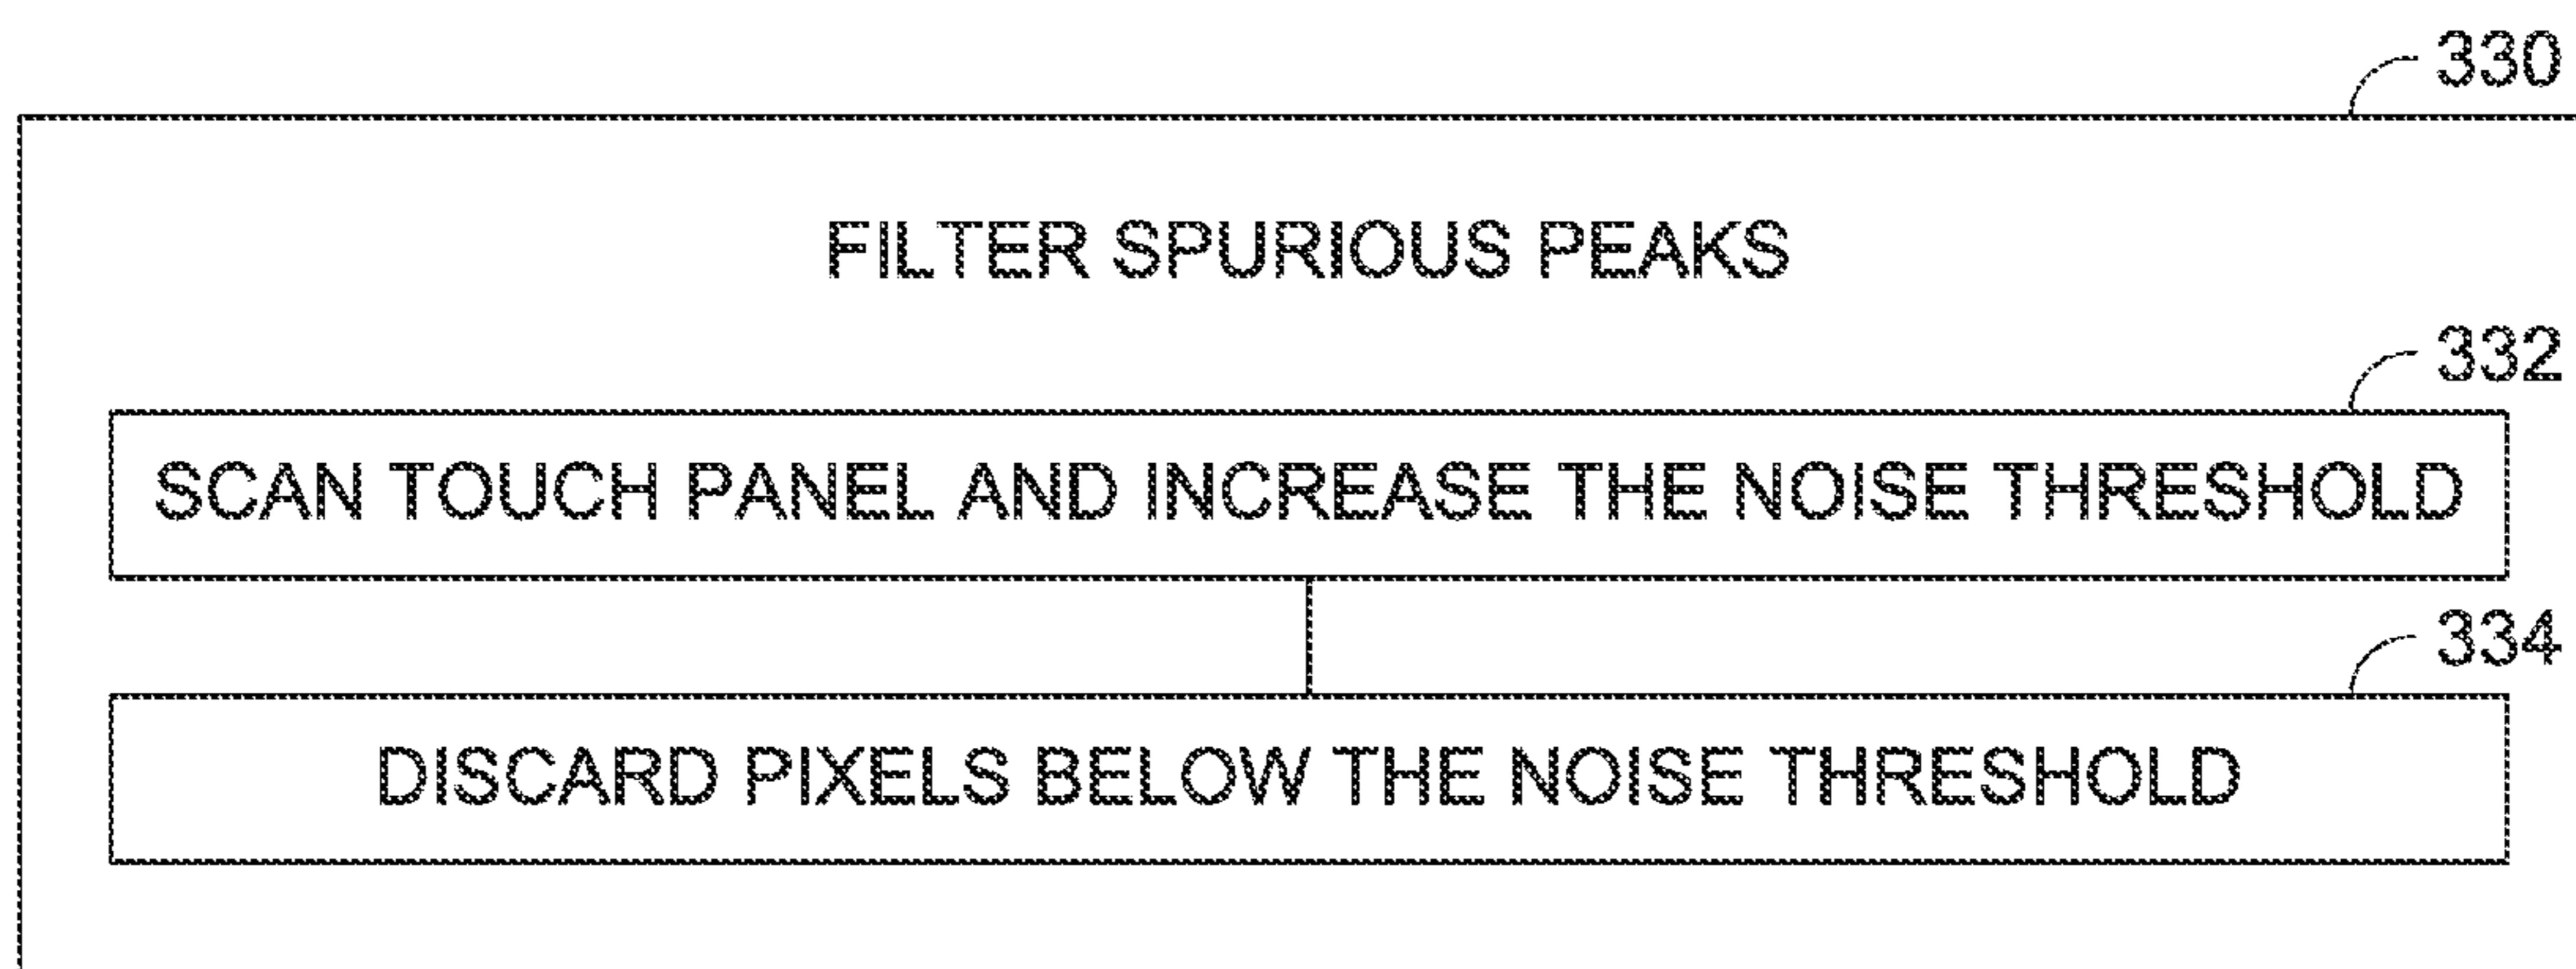 330
FILTER SPURIOUS PEAKS
332
SCAN TOUCH PANEL AND INCREASE THE NOISE THRESHOLD
334
DISCARD PIXELS BELOW THE NOISE THRESHOLD